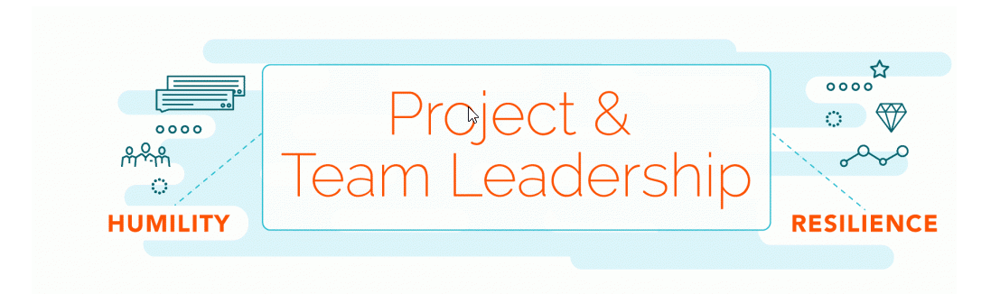 Project &
Team Leadership
HUMILITY
RESILIENCE